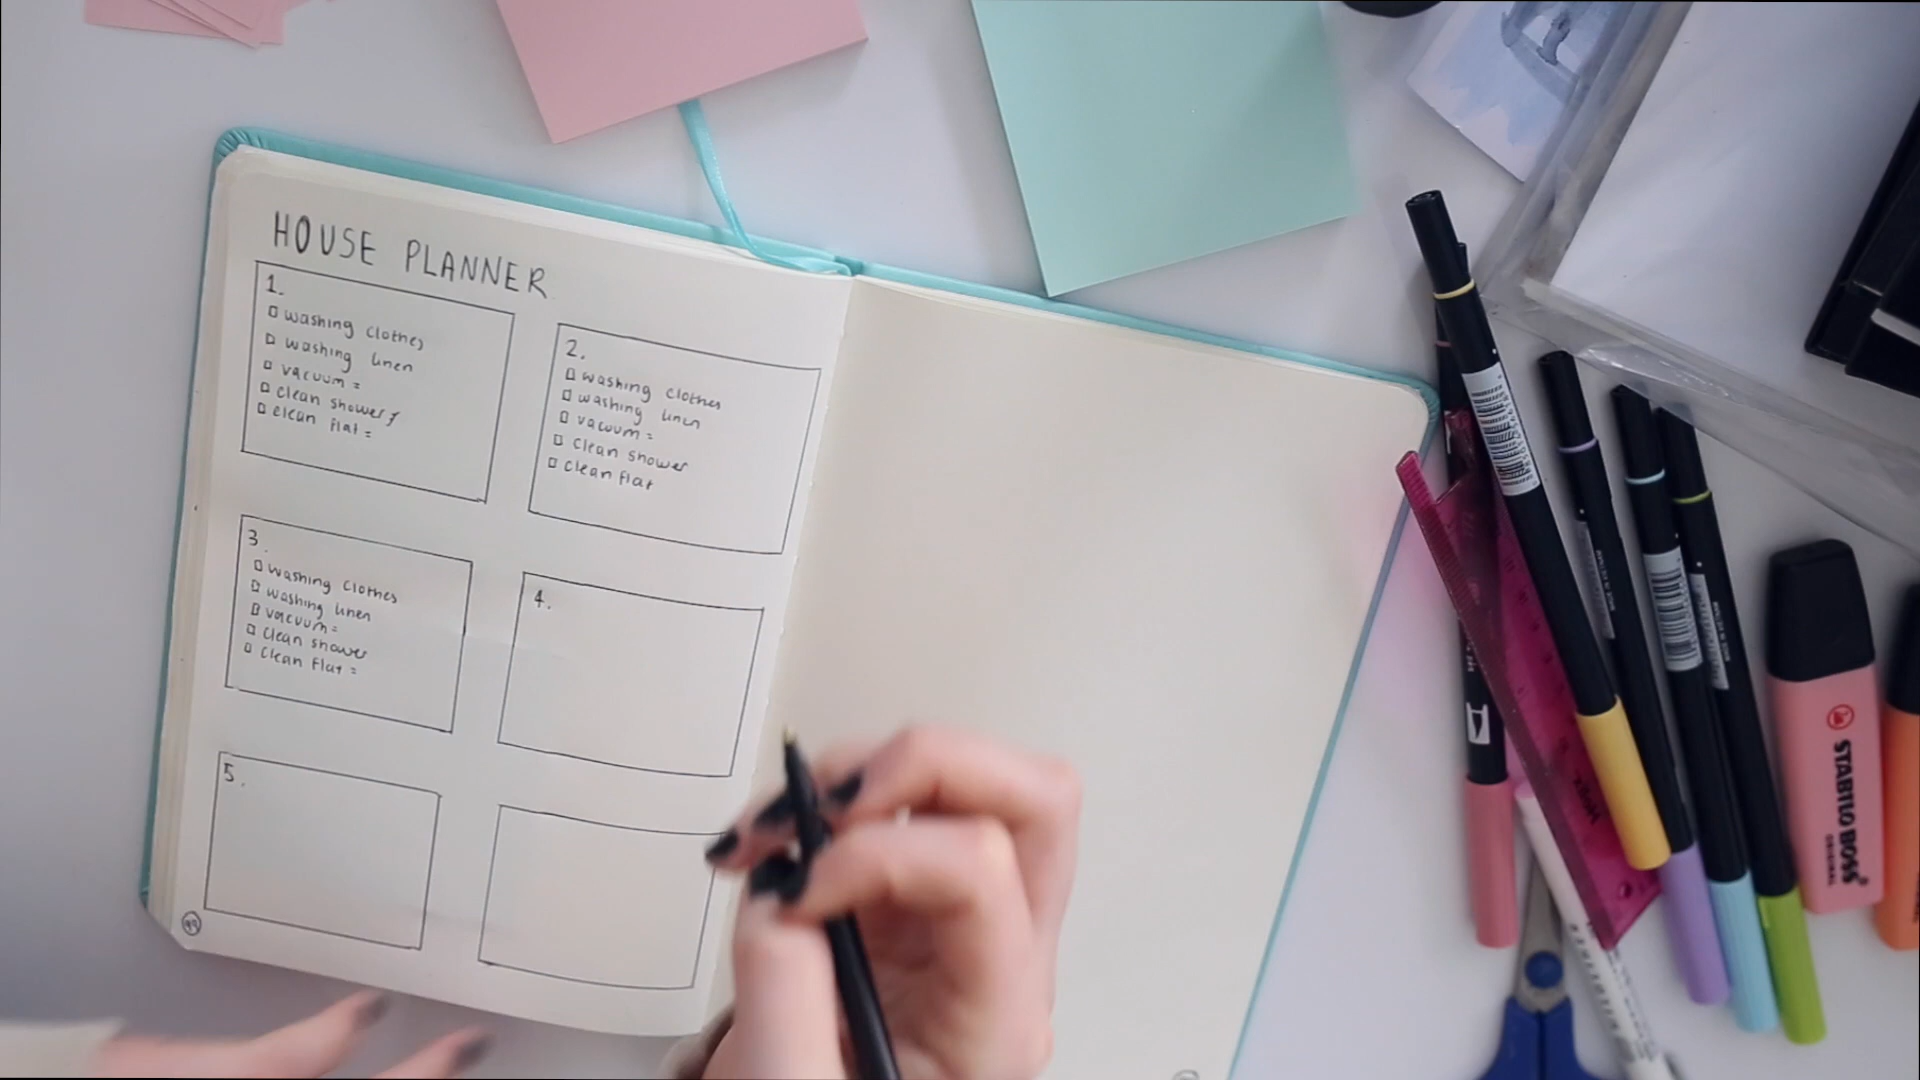 HOUSE PLANNER
1.
washing clothes
washing linen
vacuum =
clean shower
clean flat =
2.
washing clothes
washing linen
vacuum =
clean shower
clean flat
3.
washing clothes
washing linen
vacuum =
clean shower
clean flat =
4.
5.
STABILO BOSS
ORIGINAL